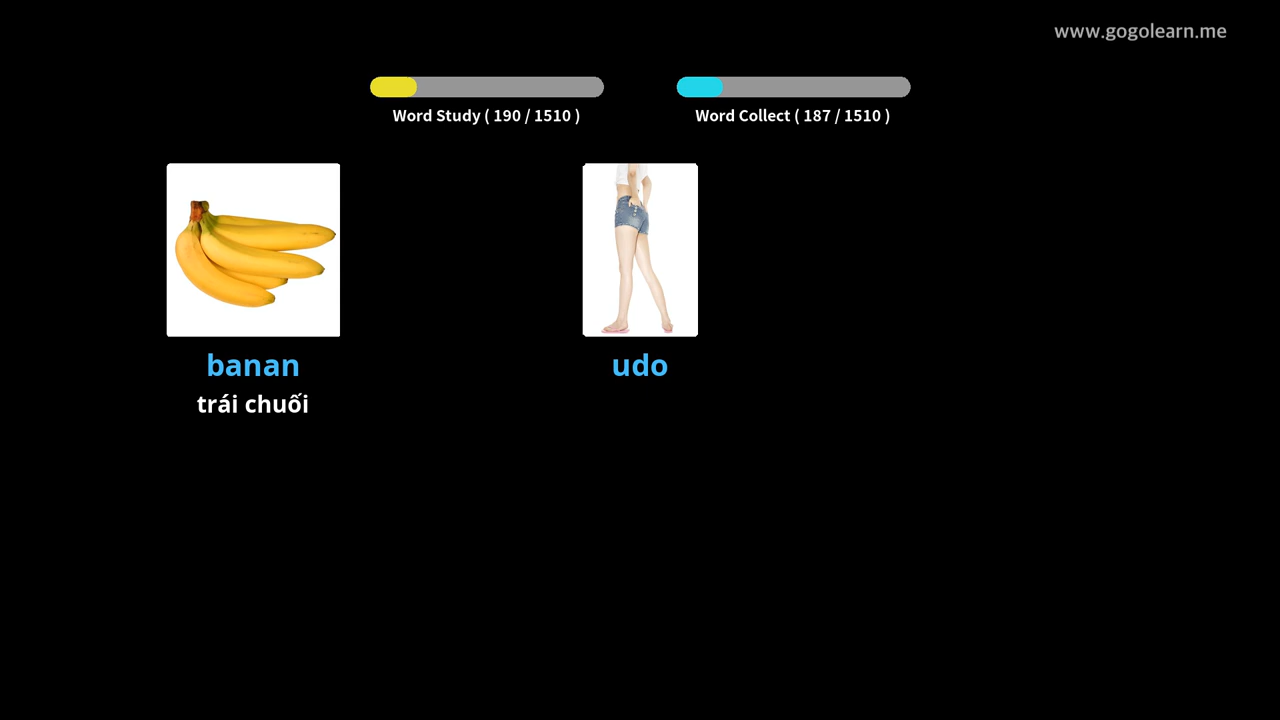 www.gogolearn.me
Word Study ( 190 / 1510 )
Word Collect ( 187 / 1510 )
banan
trái chuối
udo